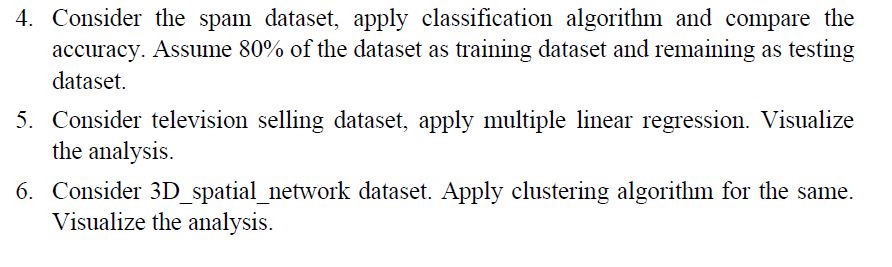 4. Consider the spam dataset, apply classification algorithm and compare the
accuracy. Assume 80% of the dataset as training dataset and remaining as testing
dataset.
5. Consider television selling dataset, apply multiple linear regression. Visualize
the analysis.
6. Consider 3D_spatial_network dataset. Apply clustering algorithm for the same.
Visualize the analysis.